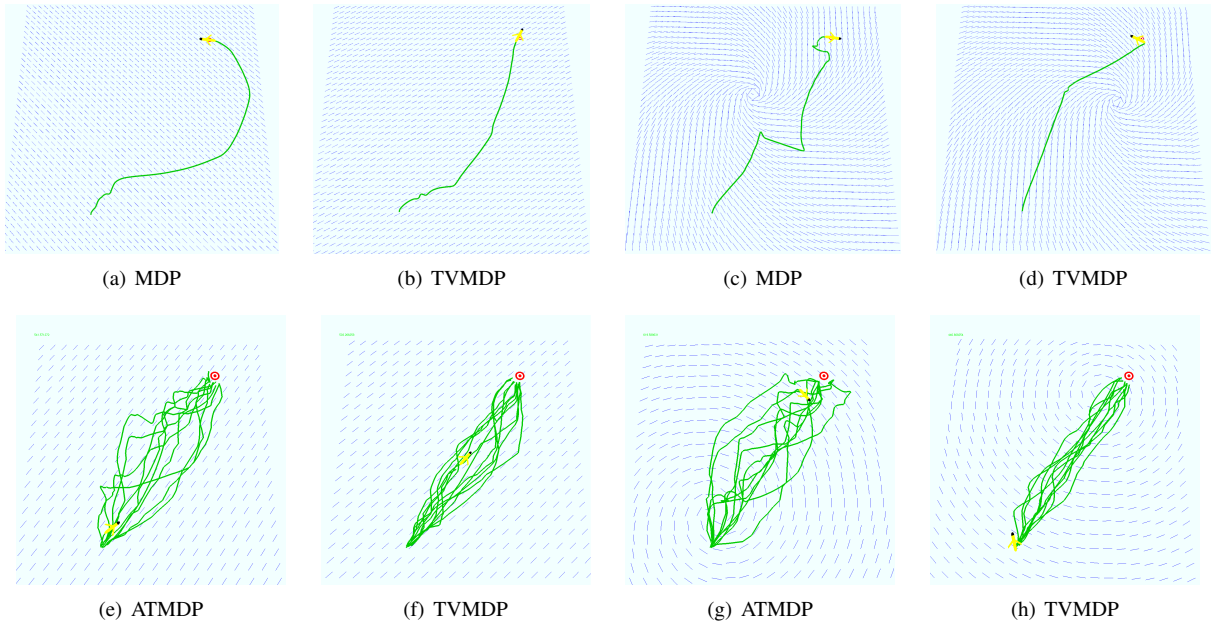 (a) MDP
(b) TVMDP
(c) MDP
(d) TVMDP
(e) ATMDP
(f) TVMDP
(g) ATMDP
(h) TVMDP